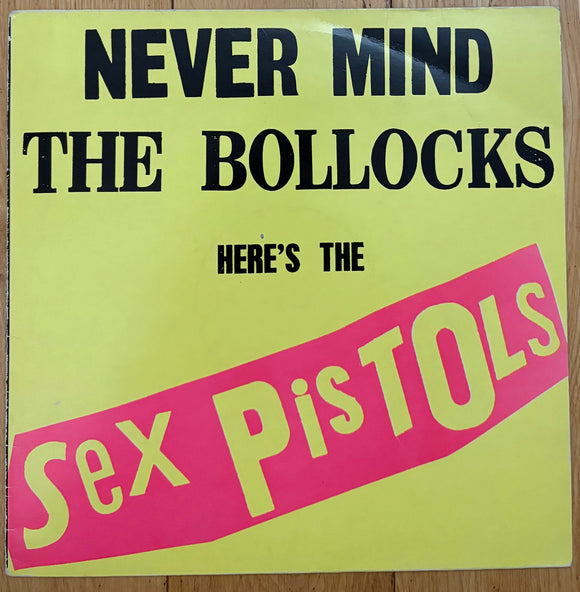 NEVER MIND
THE BOLLOCKS
HERE'S THE
Sex PisTOLS